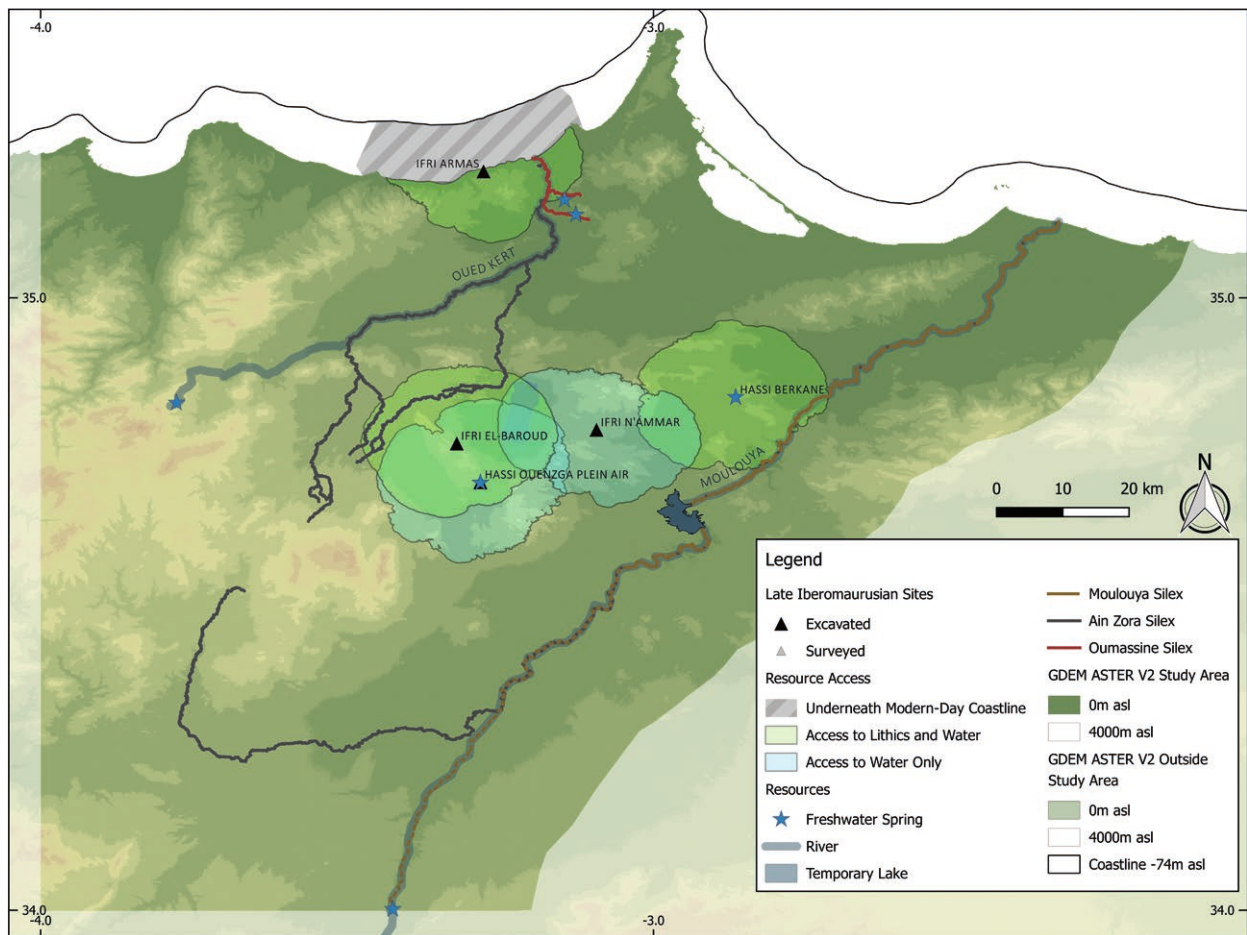 -4.0
-3.0
IFRI ARMAS
OUED KERT
35.0
35.0
HASSI BERKANE
IFRI N'AMMAR
IFRI EL-BAROUD
HASSI OUENZGA PLEIN AIR
MOULOUYA
N
0 10 20 km
Legend
Late Iberomaurusian Sites
Excavated
Surveyed
Resource Access
Underneath Modern-Day Coastline
Access to Lithics and Water
Access to Water Only
Resources
Freshwater Spring
River
Temporary Lake
Moulouya Silex
Ain Zora Silex
Oumassine Silex
GDEM ASTER V2 Study Area
0m asl
4000m asl
GDEM ASTER V2 Outside
Study Area
0m asl
4000m asl
Coastline -74m asl
34.0
34.0
-4.0
-3.0